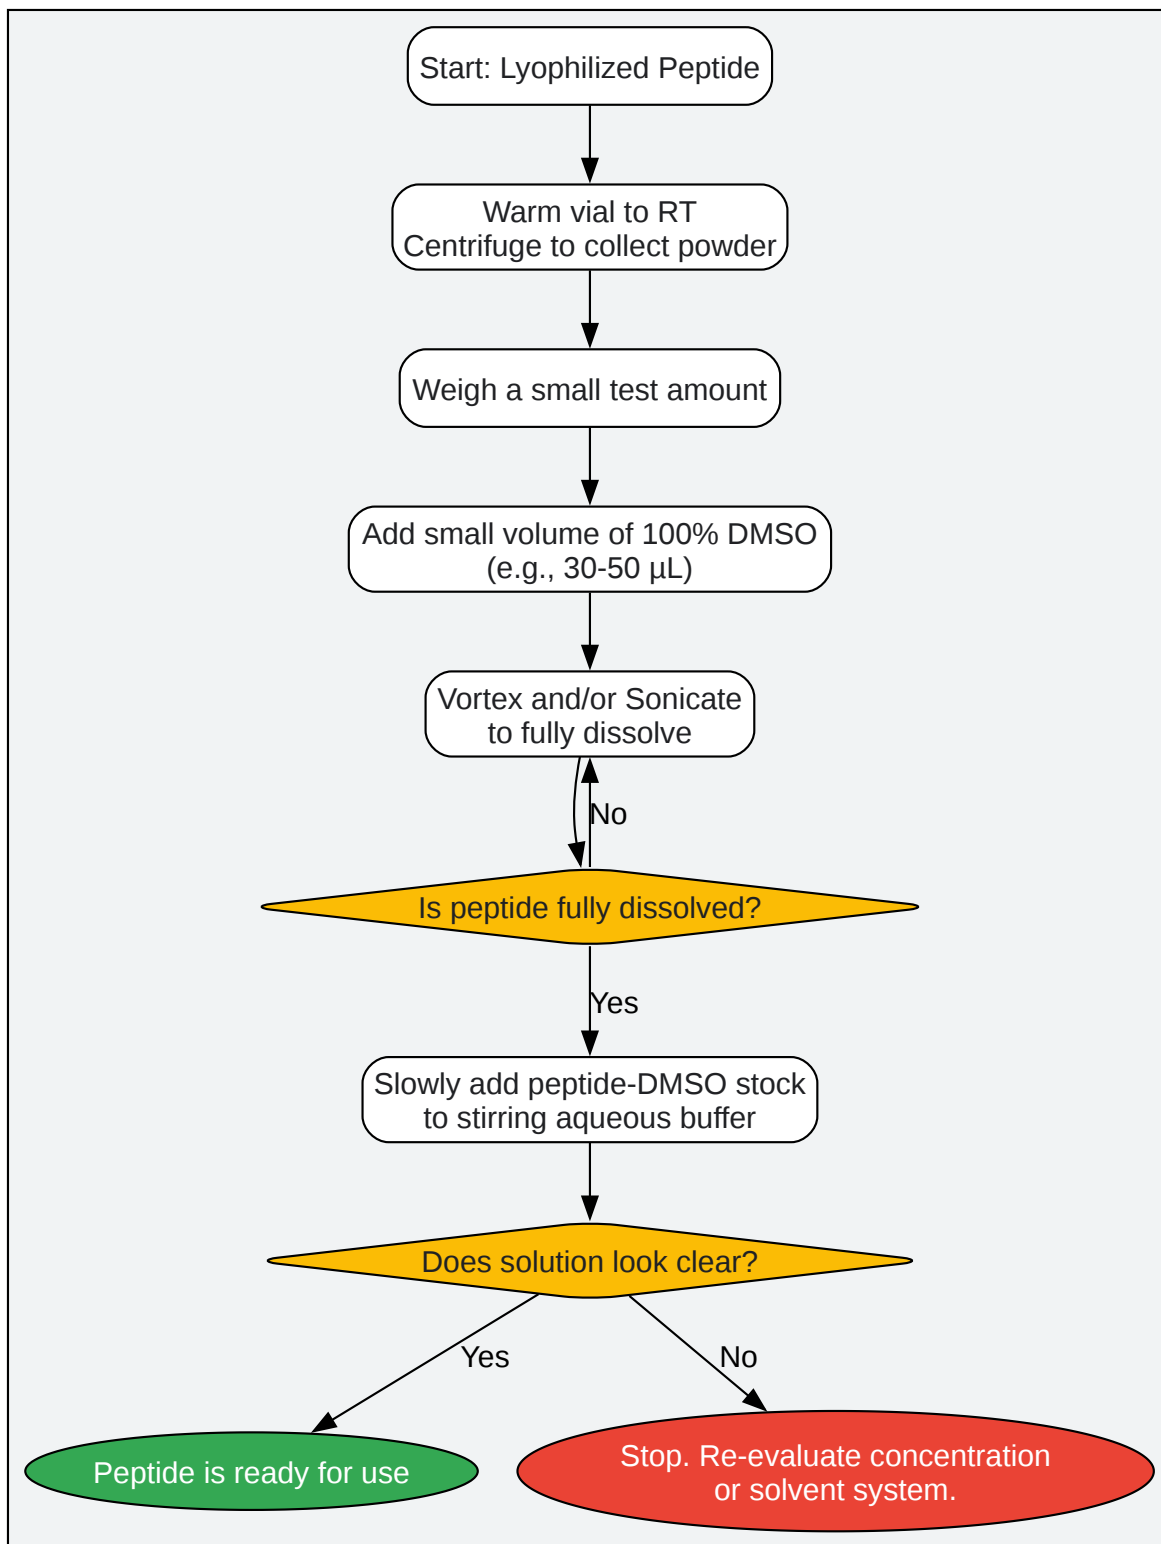 Start: Lyophilized Peptide
Warm vial to RT
Centrifuge to collect powder
Weigh a small test amount
Add small volume of 100% DMSO
(e.g., 30-50 µL)
Vortex and/or Sonicate
to fully dissolve
No
Is peptide fully dissolved?
Yes
Slowly add peptide-DMSO stock
to stirring aqueous buffer
Does solution look clear?
Yes
No
Peptide is ready for use
Stop. Re-evaluate concentration
or solvent system.